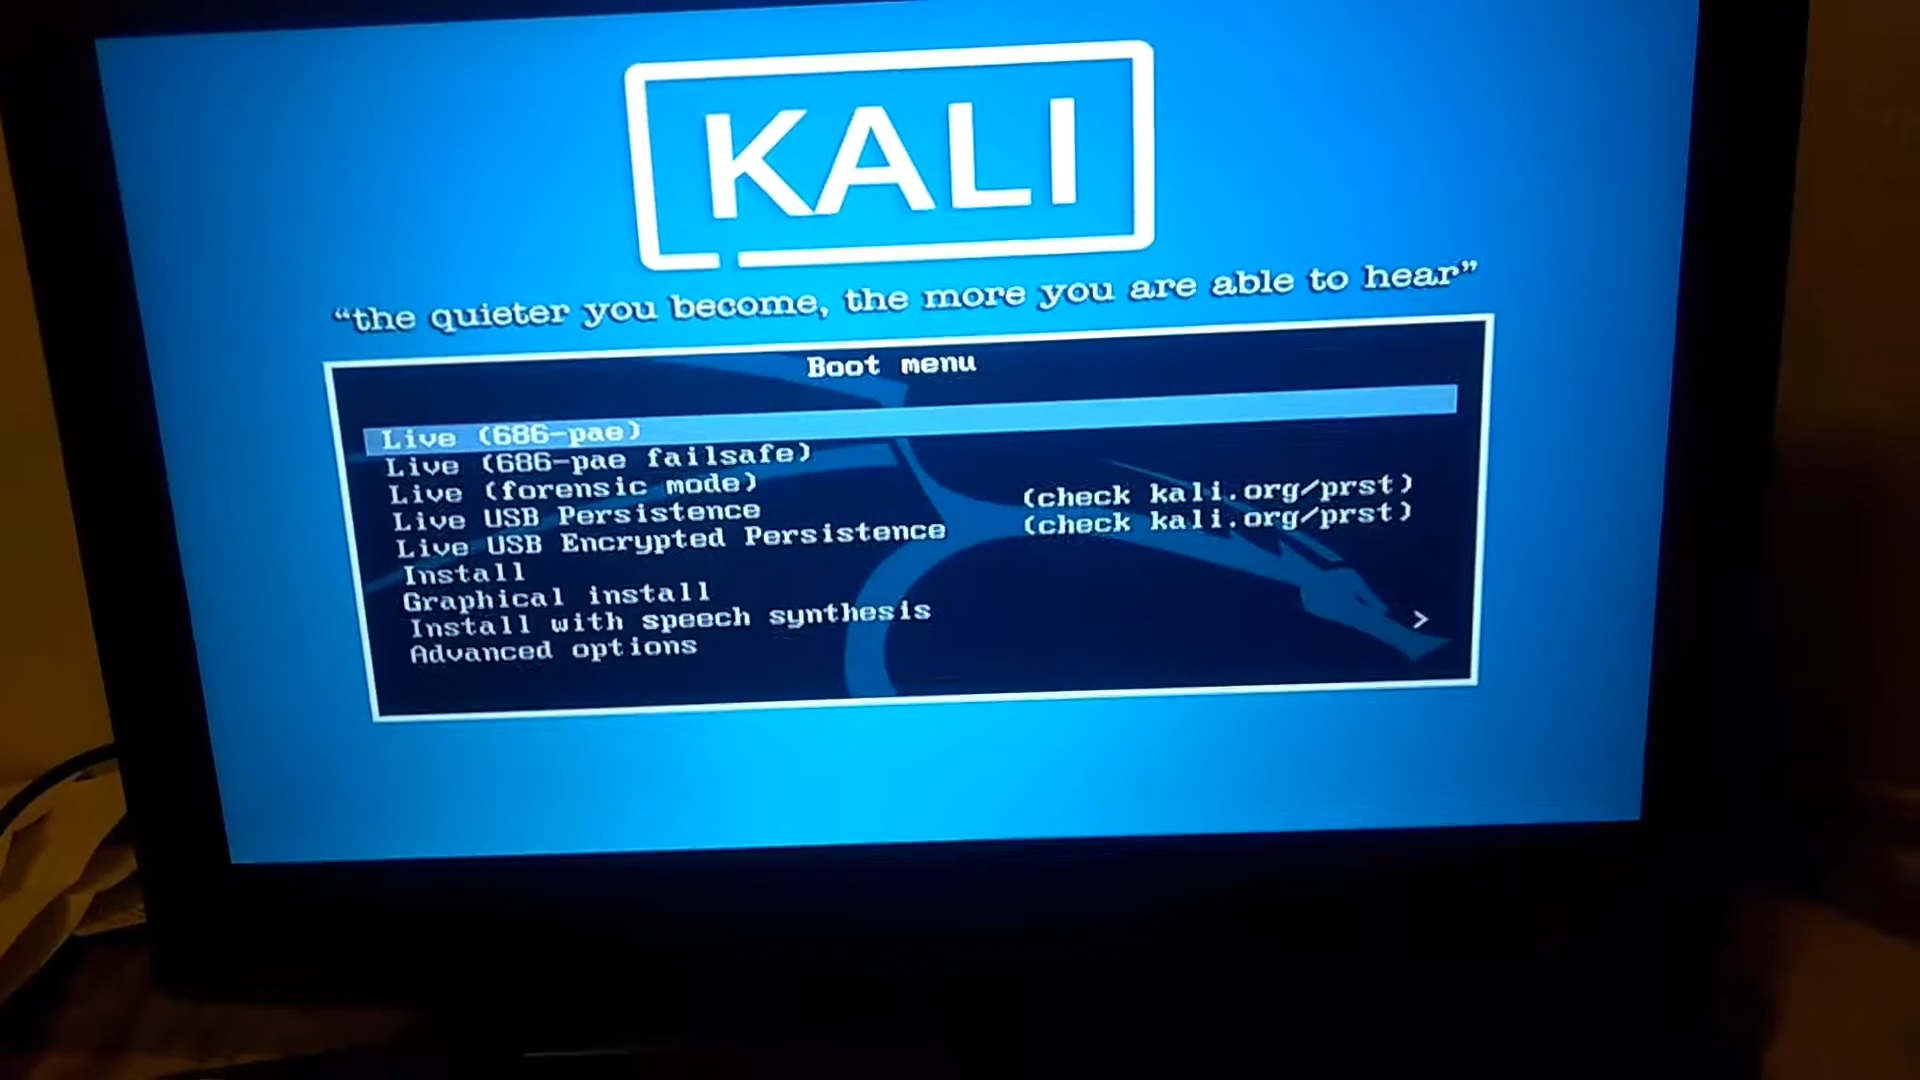 KALI
“the quieter you become, the more you are able to hear”
Boot menu
Live (686-pae)
Live (686-pae failsafe)
Live (forensic mode)
Live USB Persistence (check kali.org/prst)
Live USB Encrypted Persistence (check kali.org/prst)
Install
Graphical install
Install with speech synthesis
Advanced options >